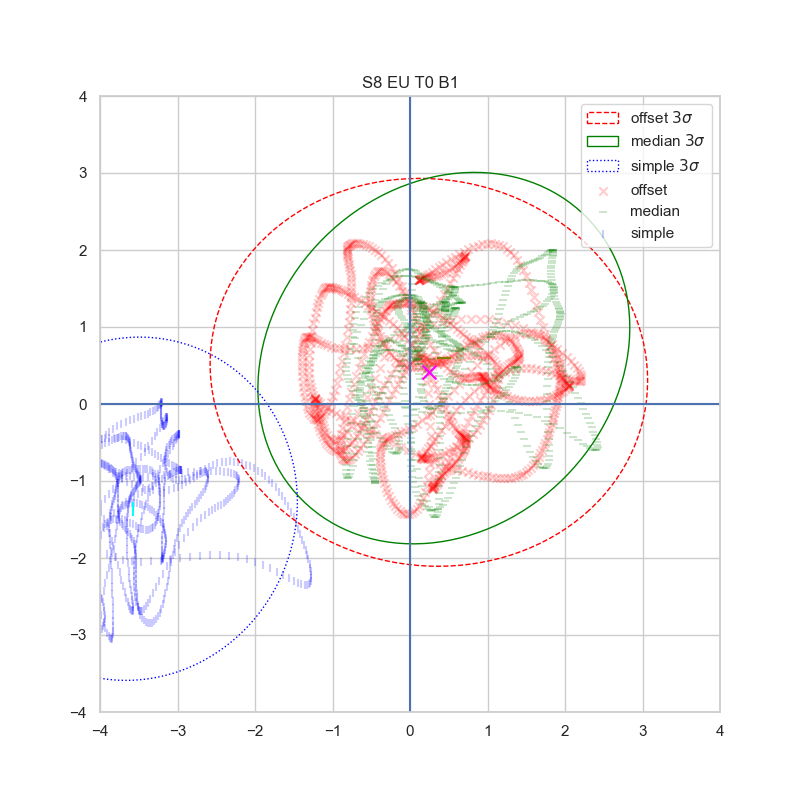 S8 EU T0 B1
offset 3σ
median 3σ
simple 3σ
offset
median
simple
4
3
2
1
0
−1
−2
−3
−4
−4 −3 −2 −1 0 1 2 3 4